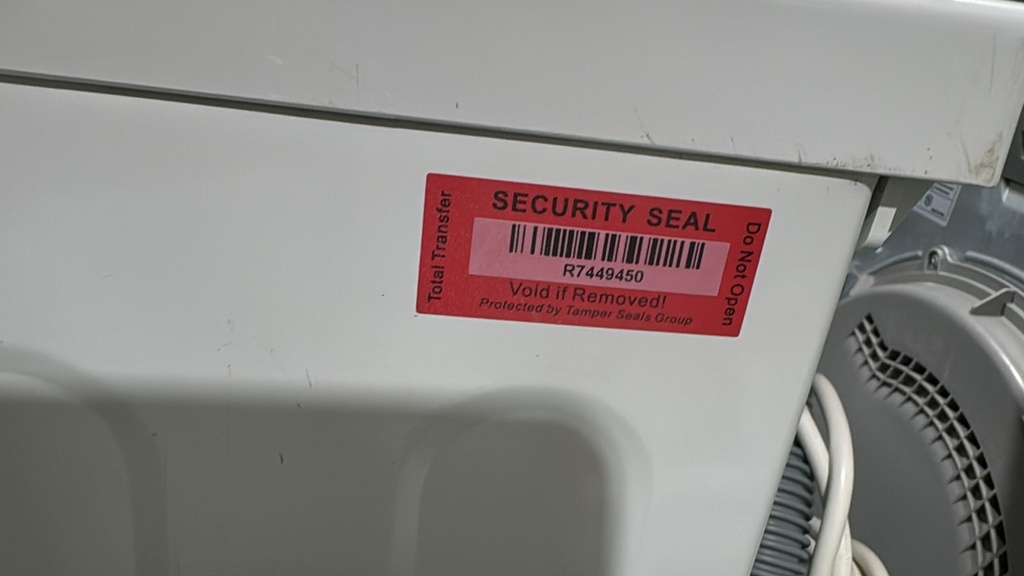 Total Transfer
SECURITY SEAL
R7449450
Void if Removed!
Protected by Tamper Seals Group
Do Not Open